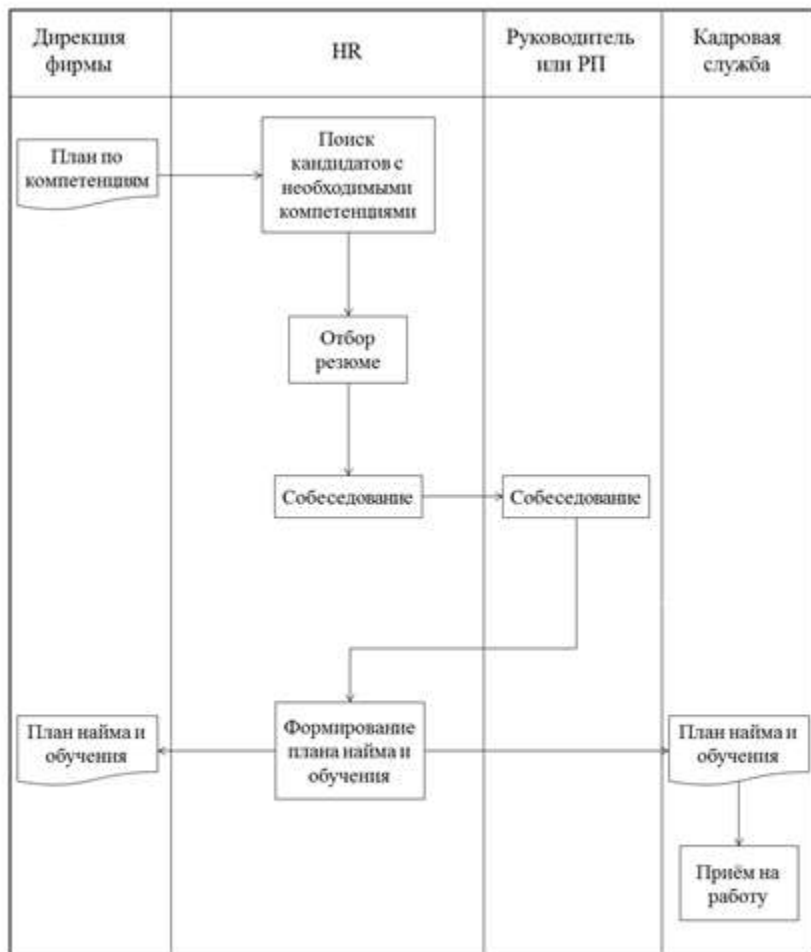 Дирекция
фирмы
HR
Руководитель
или РП
Кадровая
служба
План по
компетенциям
Поиск
кандидатов с
необходимыми
компетенциями
Отбор
резюме
Собеседование
Собеседование
План найма и
обучения
Формирование
плана найма и
обучения
План найма и
обучения
Приём на
работу